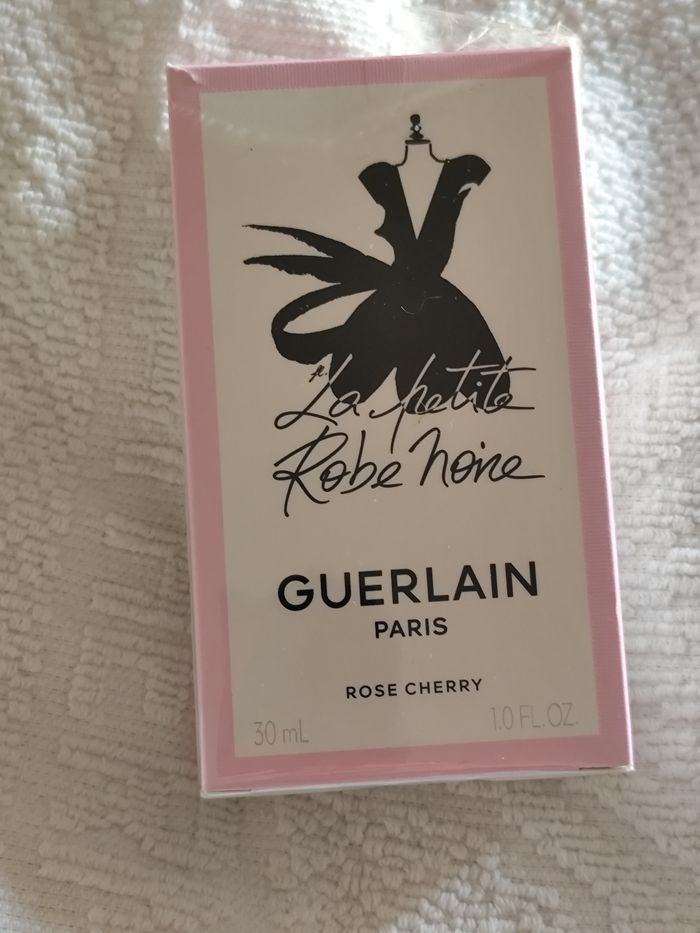 La petite
Robe noire
GUERLAIN
PARIS
ROSE CHERRY
30 mL
1.0 FL.OZ.